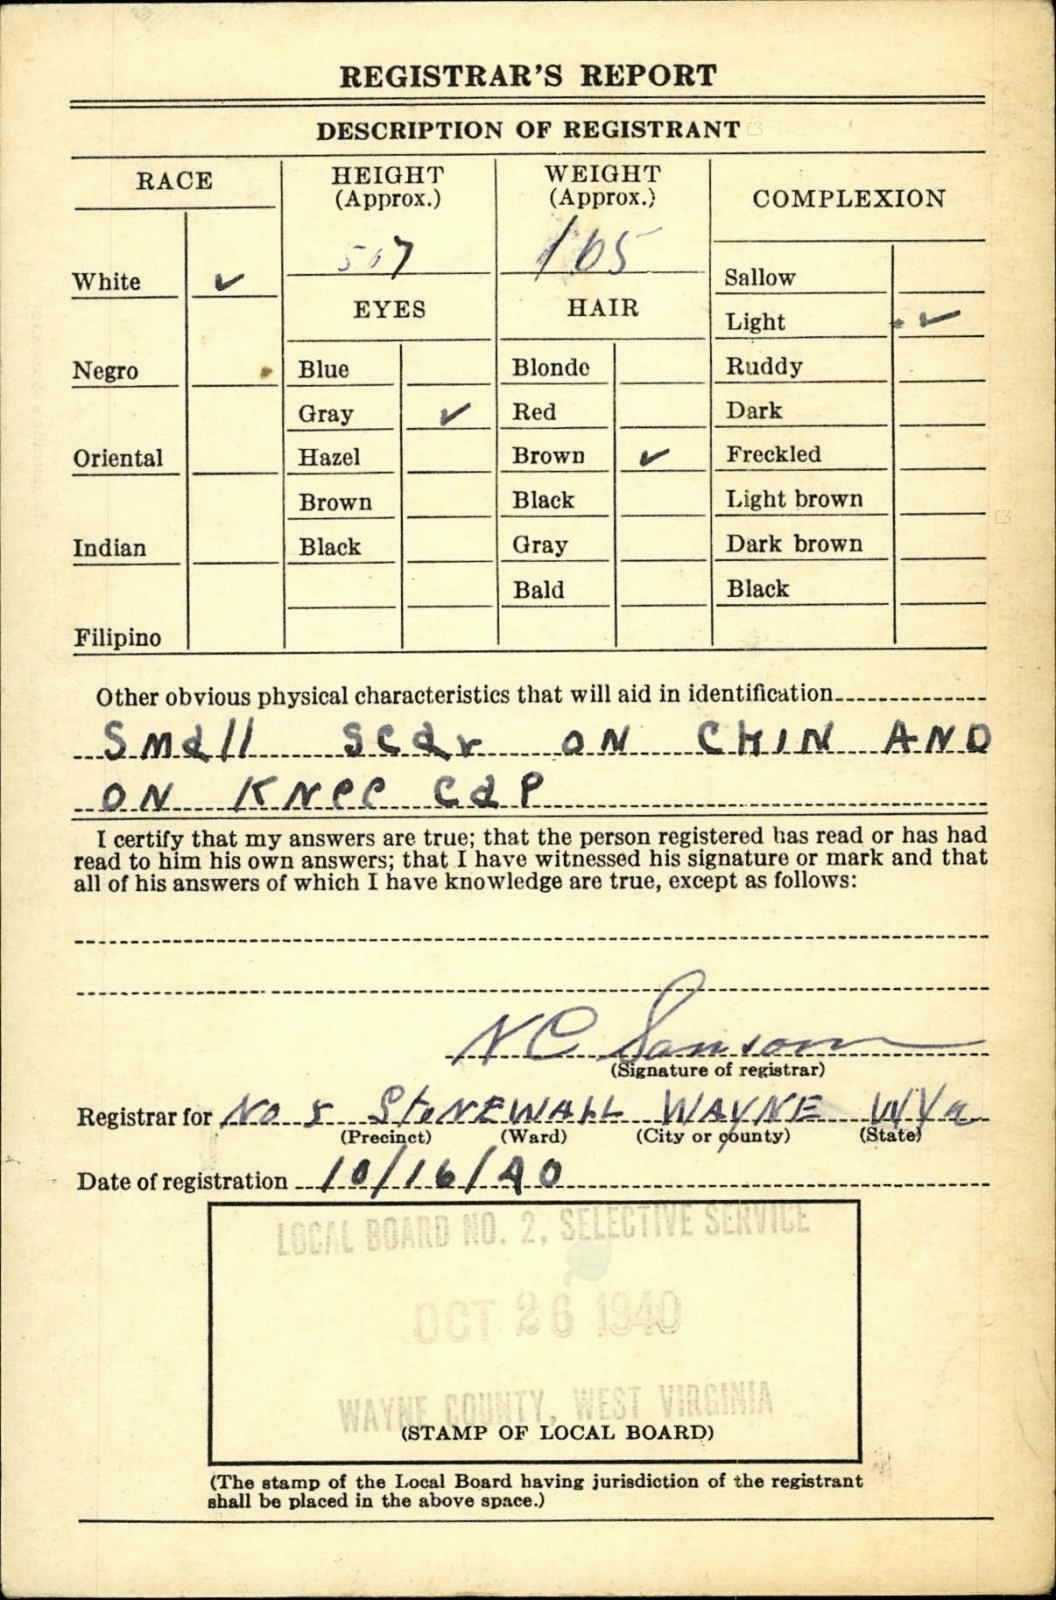 REGISTRAR'S REPORT
DESCRIPTION OF REGISTRANT
RACE
HEIGHT
(Approx.)
WEIGHT
(Approx.)
COMPLEXION
5 7
165
White ✓
Sallow
EYES
HAIR
Light ✓
Negro
Blue
Blonde
Ruddy
Gray ✓
Red
Dark
Oriental
Hazel
Brown ✓
Freckled
Brown
Black
Light brown
Indian
Black
Gray
Dark brown
Bald
Black
Filipino
Other obvious physical characteristics that will aid in identification
Small scar ON CHIN AND
ON KNee Cap
I certify that my answers are true; that the person registered has read or has had
read to him his own answers; that I have witnessed his signature or mark and that
all of his answers of which I have knowledge are true, except as follows:
N C Sansom
(Signature of registrar)
Registrar for No 5 StoNEWALL WAYNE WVa
(Precinct) (Ward) (City or county) (State)
Date of registration 10/16/40
LOCAL BOARD NO. 2, SELECTIVE SERVICE
OCT 26 1940
WAYNE COUNTY, WEST VIRGINIA
(STAMP OF LOCAL BOARD)
(The stamp of the Local Board having jurisdiction of the registrant
shall be placed in the above space.)